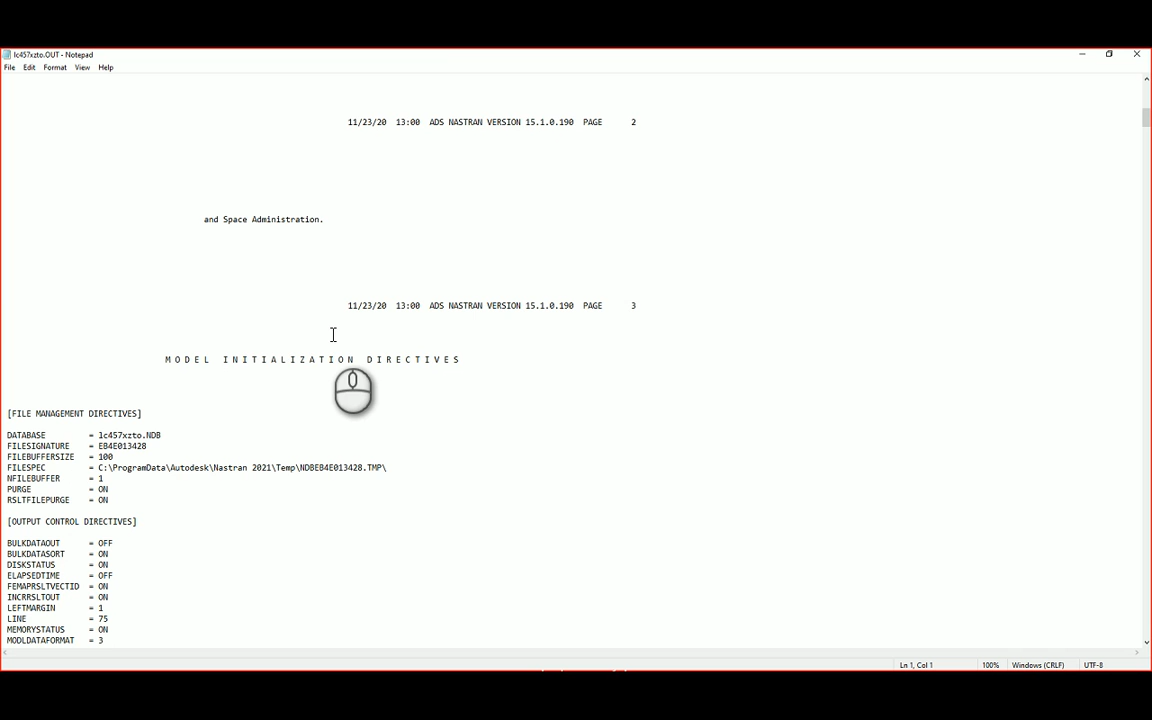 lc457xzto.OUT - Notepad
File Edit Format View Help
11/23/20 13:00 ADS NASTRAN VERSION 15.1.0.190 PAGE 2
and Space Administration.
11/23/20 13:00 ADS NASTRAN VERSION 15.1.0.190 PAGE 3
M O D E L I N I T I A L I Z A T I O N D I R E C T I V E S
[FILE MANAGEMENT DIRECTIVES]
DATABASE = lc457xzto.NDB
FILESIGNATURE = EB4E013428
FILEBUFFERSIZE = 100
FILESPEC = C:\ProgramData\Autodesk\Nastran 2021\Temp\NDBEB4E013428.TMP\
NFILEBUFFER = 1
PURGE = ON
RSLTFILEPURGE = ON
[OUTPUT CONTROL DIRECTIVES]
BULKDATAOUT = OFF
BULKDATASORT = ON
DISKSTATUS = ON
ELAPSEDTIME = OFF
FEMAPRSLTVECTID = ON
INCRRSLTOUT = ON
LEFTMARGIN = 1
LINE = 75
MEMORYSTATUS = ON
MODLDATAFORMAT = 3
Ln 1, Col 1 100% Windows (CRLF) UTF-8